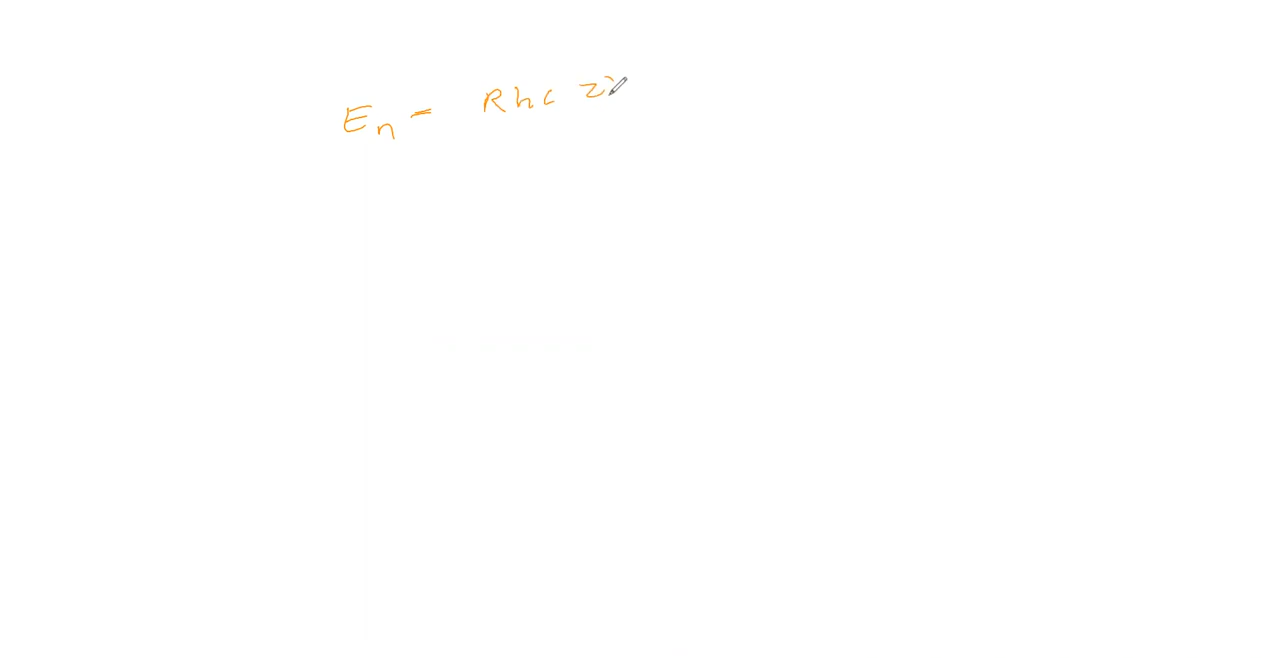 En = Rhc Z²